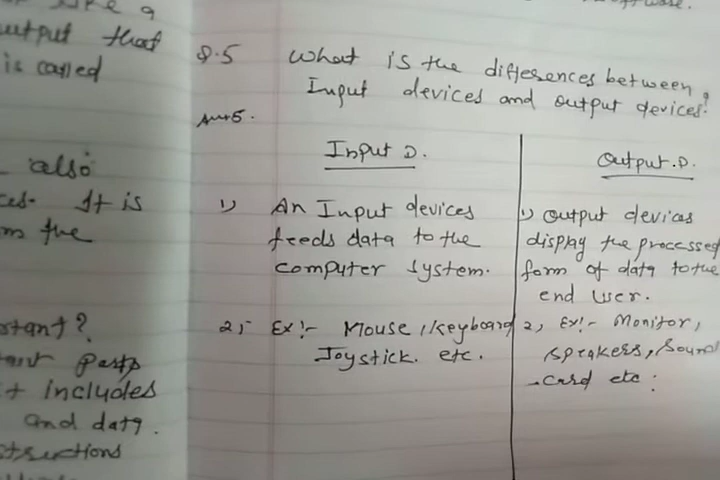 utput that
is called
also
It is
the
stant?
t includes
and data.
structions
Q.5 What is the differences between
Input devices and output devices?
Ans5.
Input D.
1) An Input devices
feeds data to the
computer system.
2) Ex:- Mouse, Keyboard
Joystick. etc.
Output.D.
1) Output devices
display the processed
form of data to the
end User.
2) Ex:- Monitor,
Speakers, Sound
card etc.